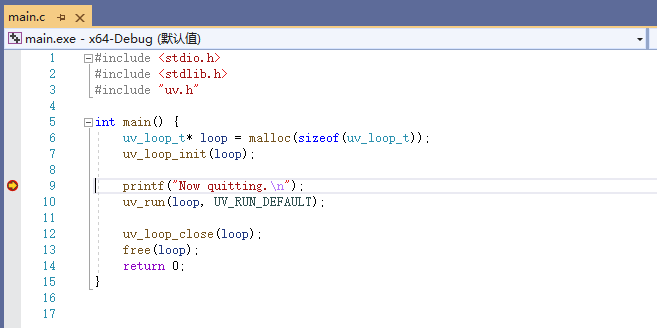 main.c
main.exe - x64-Debug (默认值)
1 #include <stdio.h>
2 #include <stdlib.h>
3 #include "uv.h"
4
5 int main() {
6 uv_loop_t* loop = malloc(sizeof(uv_loop_t));
7 uv_loop_init(loop);
8
9 printf("Now quitting.\n");
10 uv_run(loop, UV_RUN_DEFAULT);
11
12 uv_loop_close(loop);
13 free(loop);
14 return 0;
15 }
16
17